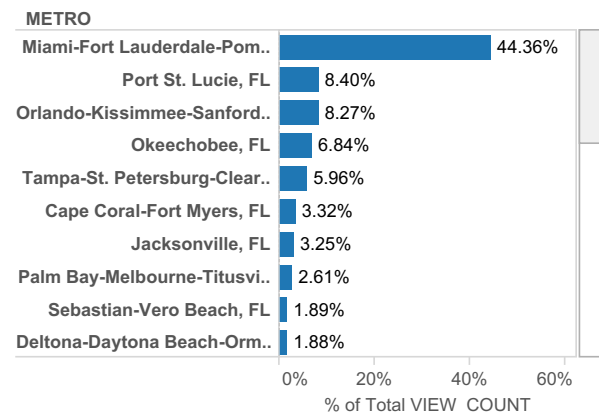 METRO
Miami-Fort Lauderdale-Pom.. 44.36%
Port St. Lucie, FL 8.40%
Orlando-Kissimmee-Sanford.. 8.27%
Okeechobee, FL 6.84%
Tampa-St. Petersburg-Clear.. 5.96%
Cape Coral-Fort Myers, FL 3.32%
Jacksonville, FL 3.25%
Palm Bay-Melbourne-Titusvi.. 2.61%
Sebastian-Vero Beach, FL 1.89%
Deltona-Daytona Beach-Orm.. 1.88%
0% 20% 40% 60%
% of Total VIEW_COUNT